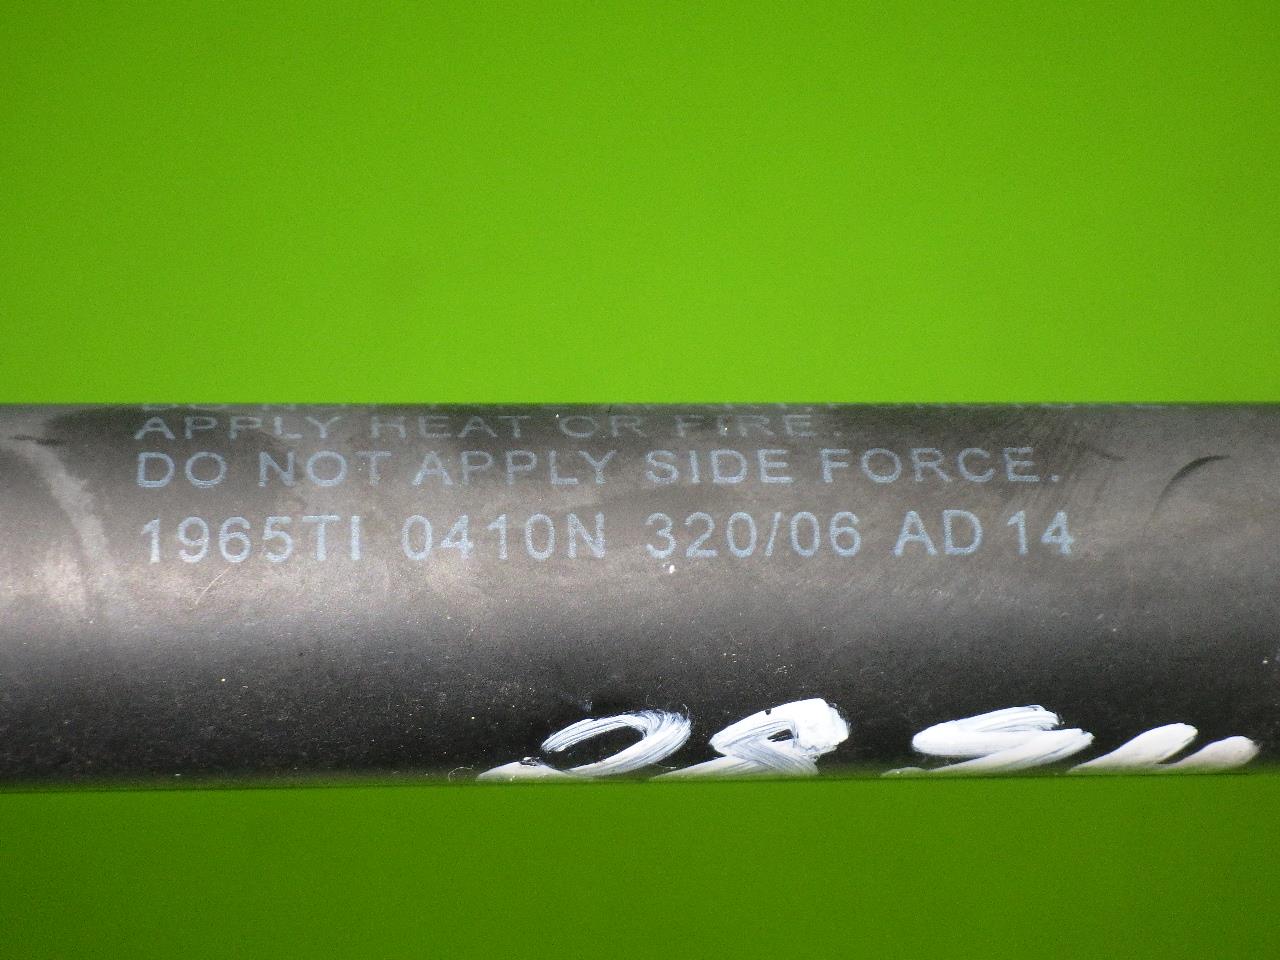 APPLY HEAT OR FIRE.
DO NOT APPLY SIDE FORCE.
1965TI 0410N 320/06 AD 14